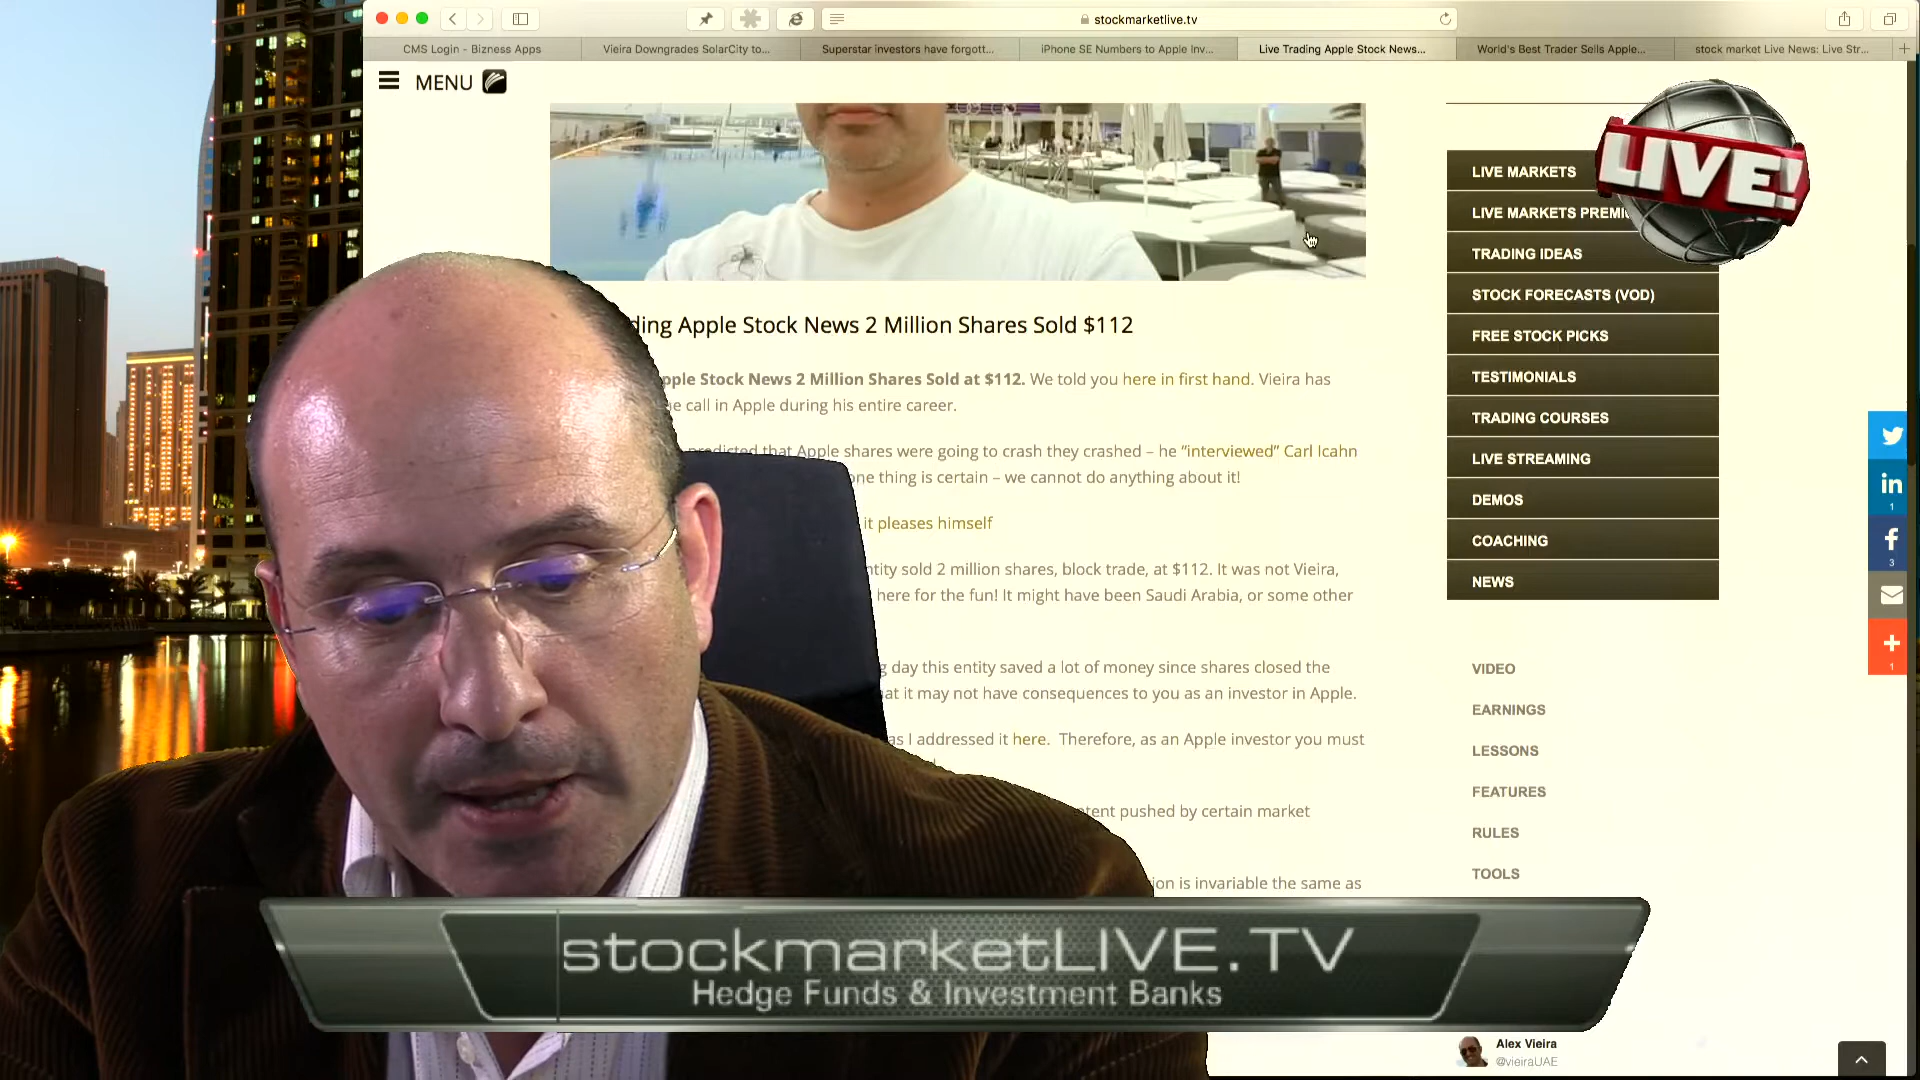 stockmarketlive.tv
CMS Login - Bizness Apps
Vieira Downgrades SolarCity to...
Superstar investors have forgott...
iPhone SE Numbers to Apple Inv...
Live Trading Apple Stock News...
World's Best Trader Sells Apple...
stock market Live News: Live Str...
MENU
LIVE!
ding Apple Stock News 2 Million Shares Sold $112
pple Stock News 2 Million Shares Sold at $112. We told you here in first hand. Vieira has
call in Apple during his entire career.
predicted that Apple shares were going to crash they crashed – he "interviewed" Carl Icahn
one thing is certain – we cannot do anything about it!
it pleases himself
ntity sold 2 million shares, block trade, at $112. It was not Vieira,
here for the fun! It might have been Saudi Arabia, or some other
g day this entity saved a lot of money since shares closed the
at it may not have consequences to you as an investor in Apple.
as I addressed it here. Therefore, as an Apple investor you must
ntent pushed by certain market
ion is invariable the same as
LIVE MARKETS
LIVE MARKETS PREMIU
TRADING IDEAS
STOCK FORECASTS (VOD)
FREE STOCK PICKS
TESTIMONIALS
TRADING COURSES
LIVE STREAMING
DEMOS
COACHING
NEWS
VIDEO
EARNINGS
LESSONS
FEATURES
RULES
TOOLS
in
1
f
3
+
1
stockmarketLIVE.TV
Hedge Funds & Investment Banks
Alex Vieira
@vieiraUAE